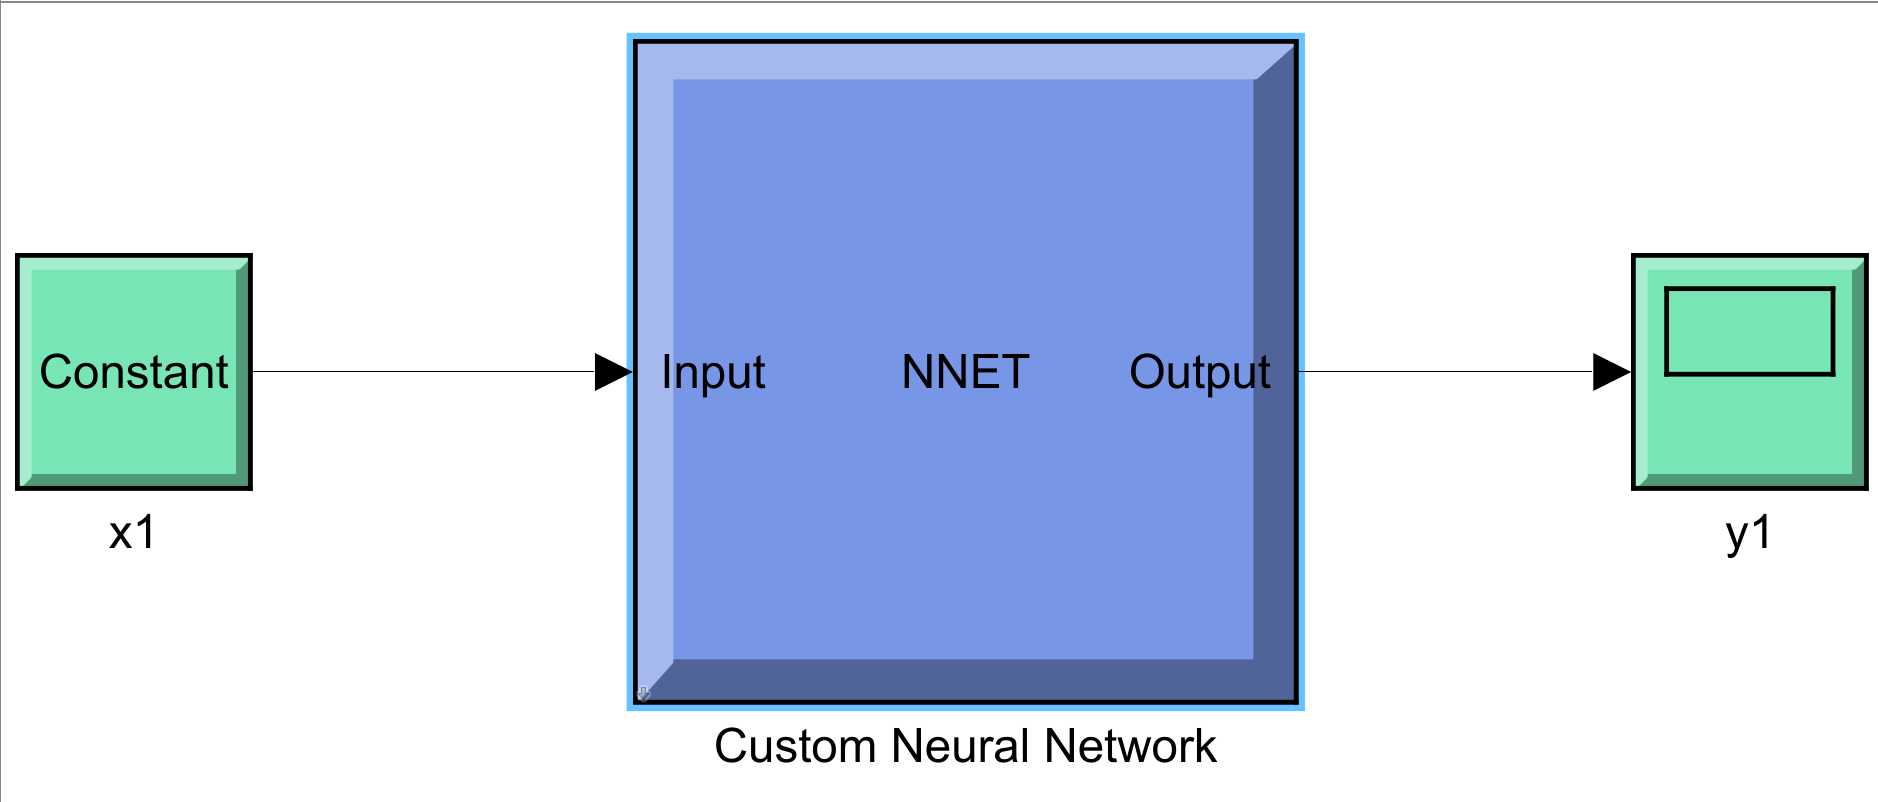 Constant
Input
NNET
Output
x1
y1
Custom Neural Network